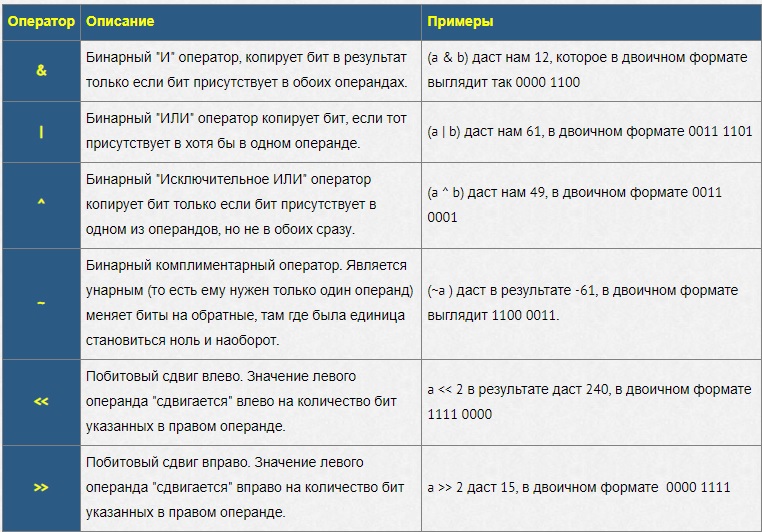 Оператор Описание Примеры
& Бинарный "И" оператор, копирует бит в результат
только если бит присутствует в обоих операндах.
(a & b) даст нам 12, которое в двоичном формате
выглядит так 0000 1100
| Бинарный "ИЛИ" оператор копирует бит, если тот
присутствует в хотя бы в одном операнде.
(a | b) даст нам 61, в двоичном формате 0011 1101
^ Бинарный "Исключительное ИЛИ" оператор
копирует бит только если бит присутствует в
одном из операндов, но не в обоих сразу.
(a ^ b) даст нам 49, в двоичном формате 0011
0001
~ Бинарный комплиментарный оператор. Является
унарным (то есть ему нужен только один операнд)
меняет биты на обратные, там где была единица
становиться ноль и наоборот.
(~a ) даст в результате -61, в двоичном формате
выглядит 1100 0011.
<< Побитовый сдвиг влево. Значение левого
операнда "сдвигается" влево на количество бит
указанных в правом операнде.
a << 2 в результате даст 240, в двоичном формате
1111 0000
>> Побитовый сдвиг вправо. Значение левого
операнда "сдвигается" вправо на количество бит
указанных в правом операнде.
a >> 2 даст 15, в двоичном формате 0000 1111